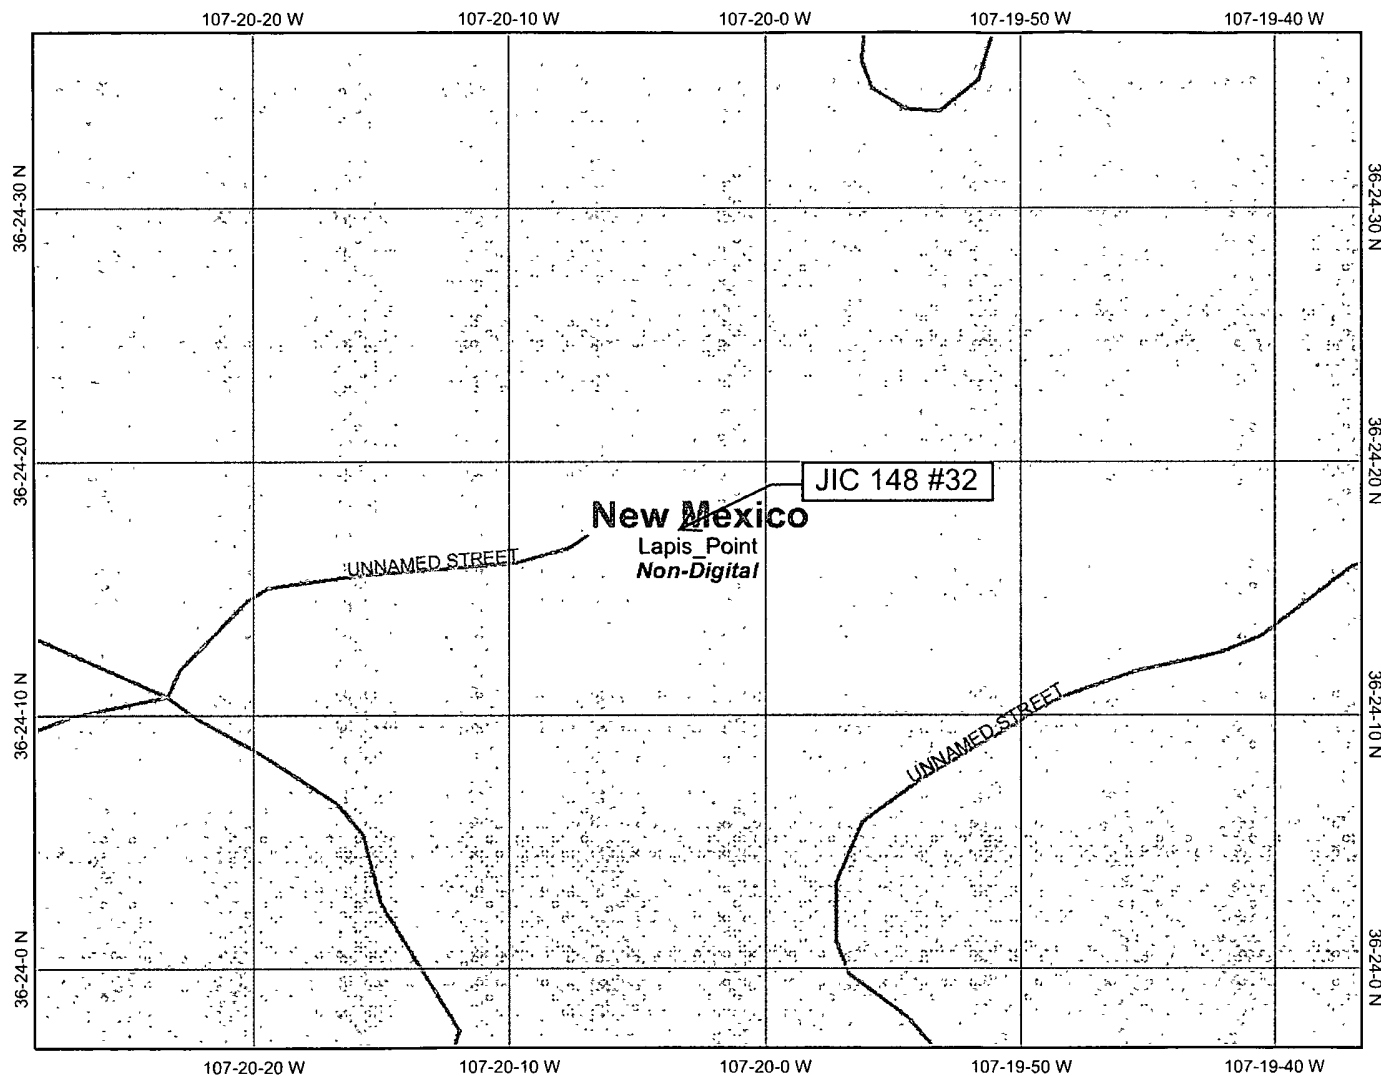 107-20-20 W
107-20-10 W
107-20-0 W
107-19-50 W
107-19-40 W
36-24-30 N
36-24-30 N
36-24-20 N
36-24-20 N
JIC 148 #32
New Mexico
Lapis_Point
Non-Digital
UNNAMED STREET
UNNAMED STREET
36-24-10 N
36-24-10 N
36-24-0 N
36-24-0 N
107-20-20 W
107-20-10 W
107-20-0 W
107-19-50 W
107-19-40 W